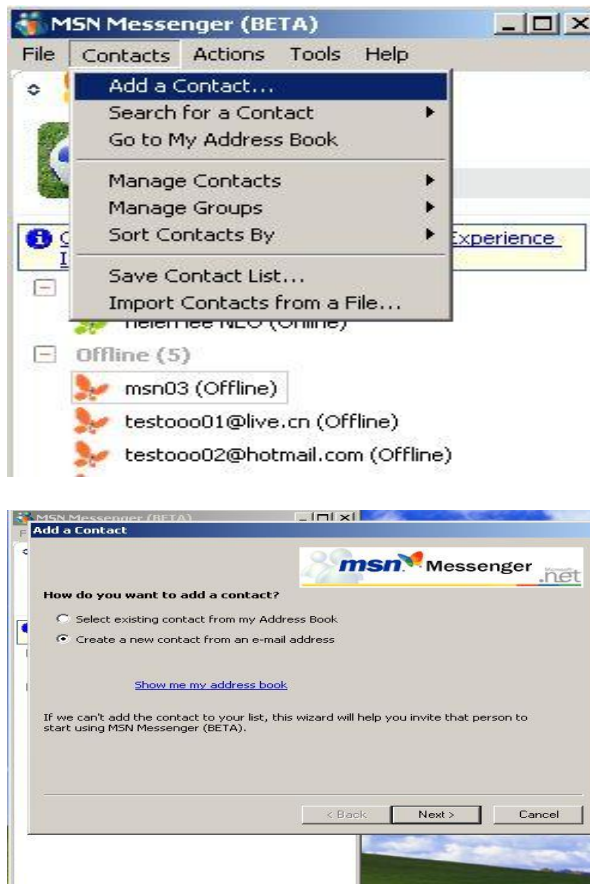 MSN Messenger (BETA)
File Contacts Actions Tools Help
Add a Contact...
Search for a Contact
Go to My Address Book
Manage Contacts
Manage Groups
Sort Contacts By
Experience
Save Contact List...
Import Contacts from a File...
(Online)
Offline (5)
msn03 (Offline)
testooo01@live.cn (Offline)
testooo02@hotmail.com (Offline)
MSN Messenger (BETA)
Add a Contact
msn Messenger
.net
How do you want to add a contact?
Select existing contact from my Address Book
Create a new contact from an e-mail address
Show me my address book
If we can't add the contact to your list, this wizard will help you invite that person to
start using MSN Messenger (BETA).
< Back Next > Cancel